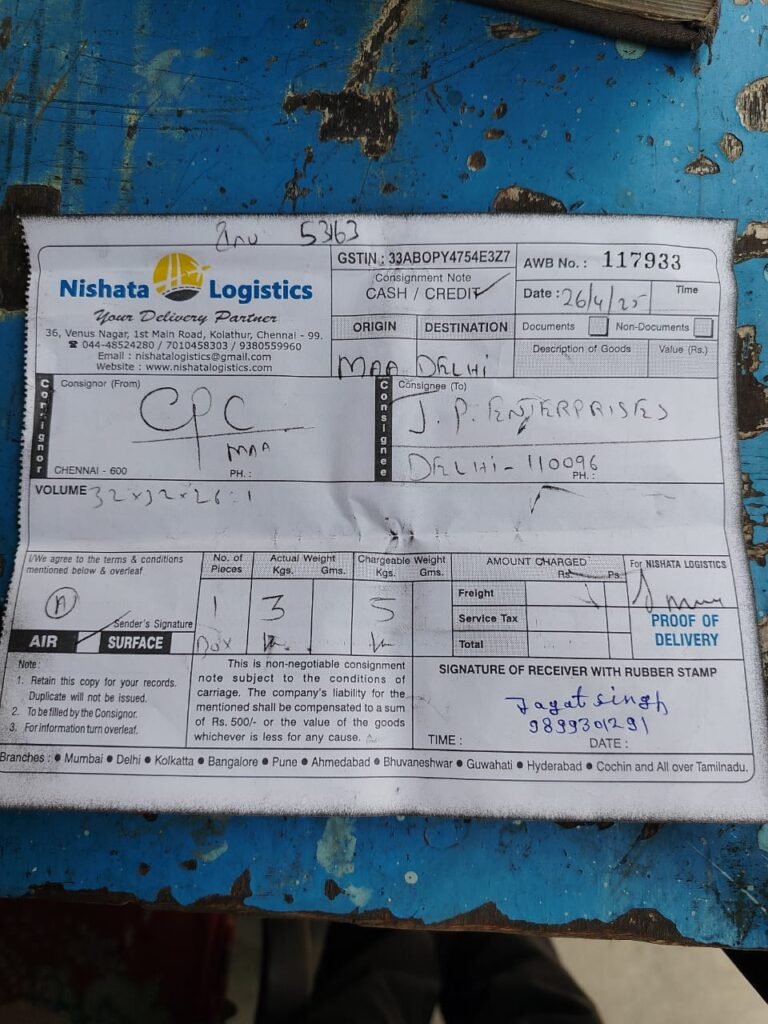 Inv 5363
Nishata Logistics
Your Delivery Partner
36, Venus Nagar, 1st Main Road, Kolathur, Chennai - 99.
☎ 044-48524280 / 7010458303 / 9380559960
Email : nishatalogistics@gmail.com
Website : www.nishatalogistics.com
GSTIN : 33ABOPY4754E3Z7
Consignment Note
CASH / CREDIT
AWB No. : 117933
Date : 26/4/25 Time
ORIGIN DESTINATION
MAA DELHI
Documents Non-Documents
Description of Goods Value (Rs.)
Consignor
Consignor (From)
CPC
MAA
CHENNAI - 600 PH. :
Consignee
Consignee (To)
J. P. ENTERPRISES
DELHI - 110096
PH. :
VOLUME 32 x 32 x 26 : 1
I/We agree to the terms & conditions
mentioned below & overleaf
A
Sender's Signature
AIR SURFACE
No. of Pieces
1
Box
Actual Weight
Kgs. Gms.
3
Chargeable Weight
Kgs. Gms.
5
AMOUNT CHARGED
Rs. Ps.
Freight
Service Tax
Total
For NISHATA LOGISTICS
PROOF OF
DELIVERY
Note :
1. Retain this copy for your records.
Duplicate will not be issued.
2. To be filled by the Consignor.
3. For information turn overleaf.
This is non-negotiable consignment
note subject to the conditions of
carriage. The company's liability for the
mentioned shall be compensated to a sum
of Rs. 500/- or the value of the goods
whichever is less for any cause.
SIGNATURE OF RECEIVER WITH RUBBER STAMP
Jagat singh
9899301291
TIME : DATE :
Branches : ● Mumbai ● Delhi ● Kolkatta ● Bangalore ● Pune ● Ahmedabad ● Bhuvaneshwar ● Guwahati ● Hyderabad ● Cochin and All over Tamilnadu.